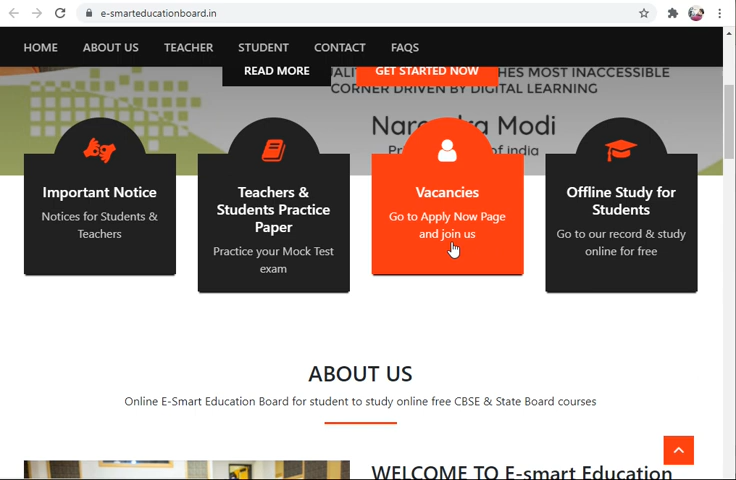 e-smarteducationboard.in
HOME ABOUT US TEACHER STUDENT CONTACT FAQS
READ MORE
GET STARTED NOW
HES MOST INACCESSIBLE
CORNER DRIVEN BY DIGITAL LEARNING
Modi
of india
Important Notice
Notices for Students &
Teachers
Teachers &
Students Practice
Paper
Practice your Mock Test
exam
Vacancies
Go to Apply Now Page
and join us
Offline Study for
Students
Go to our record & study
online for free
ABOUT US
Online E-Smart Education Board for student to study online free CBSE & State Board courses
WELCOME TO E-smart Education